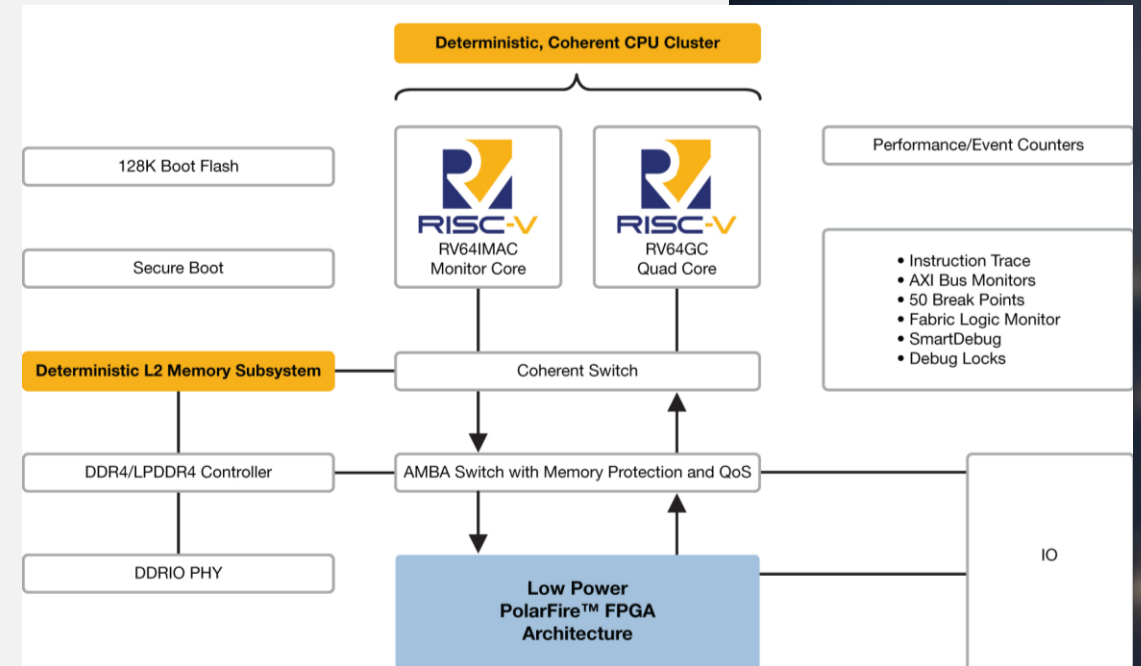 Deterministic, Coherent CPU Cluster
128K Boot Flash
Secure Boot
Deterministic L2 Memory Subsystem
DDR4/LPDDR4 Controller
DDRIO PHY
RISC-V
RV64IMAC
Monitor Core
RISC-V
RV64GC
Quad Core
Coherent Switch
AMBA Switch with Memory Protection and QoS
Low Power
PolarFire™ FPGA
Architecture
Performance/Event Counters
• Instruction Trace
• AXI Bus Monitors
• 50 Break Points
• Fabric Logic Monitor
• SmartDebug
• Debug Locks
IO